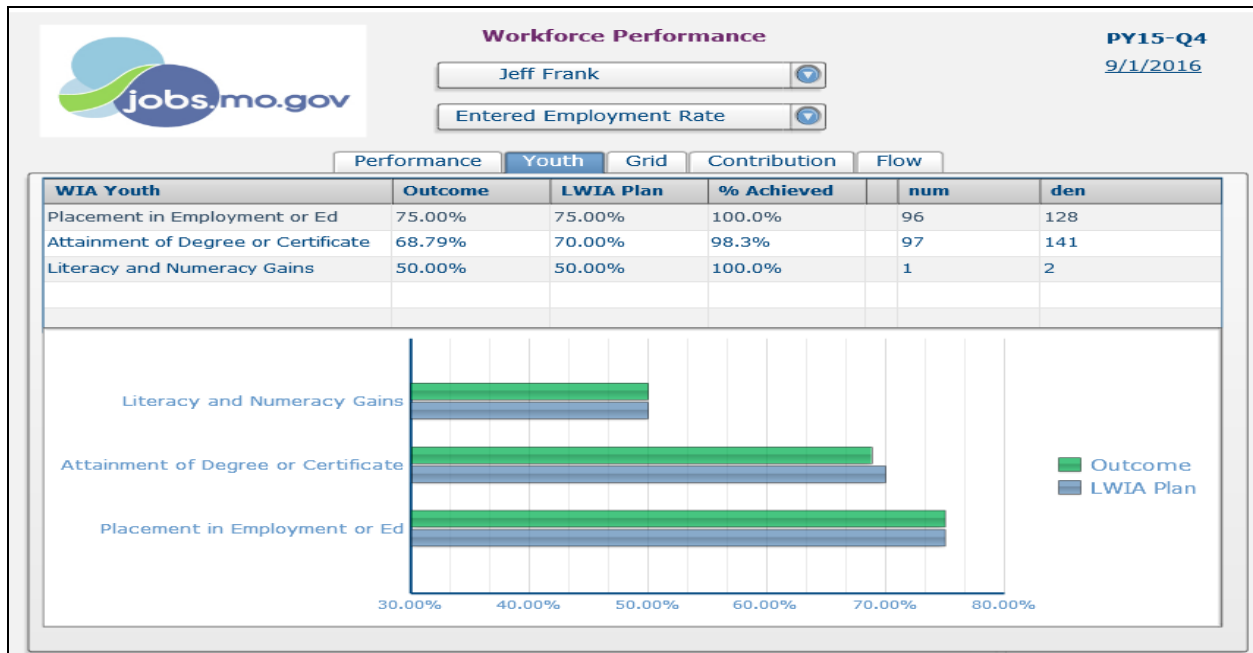 Workforce Performance
PY15-Q4
jobs.mo.gov
Jeff Frank
9/1/2016
Entered Employment Rate
Performance Youth Grid Contribution Flow
WIA Youth Outcome LWIA Plan % Achieved num den
Placement in Employment or Ed 75.00% 75.00% 100.0% 96 128
Attainment of Degree or Certificate 68.79% 70.00% 98.3% 97 141
Literacy and Numeracy Gains 50.00% 50.00% 100.0% 1 2
Literacy and Numeracy Gains
Attainment of Degree or Certificate
Placement in Employment or Ed
Outcome
LWIA Plan
30.00% 40.00% 50.00% 60.00% 70.00% 80.00%